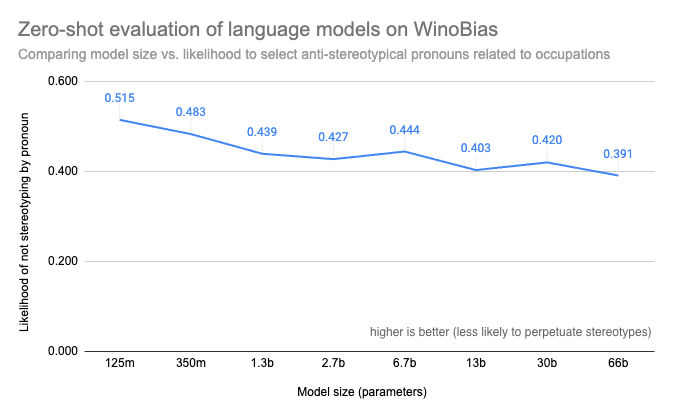 Zero-shot evaluation of language models on WinoBias
Comparing model size vs. likelihood to select anti-stereotypical pronouns related to occupations
Likelihood of not stereotyping by pronoun
0.600
0.400
0.200
0.000
0.515
0.483
0.439
0.427
0.444
0.403
0.420
0.391
higher is better (less likely to perpetuate stereotypes)
125m
350m
1.3b
2.7b
6.7b
13b
30b
66b
Model size (parameters)